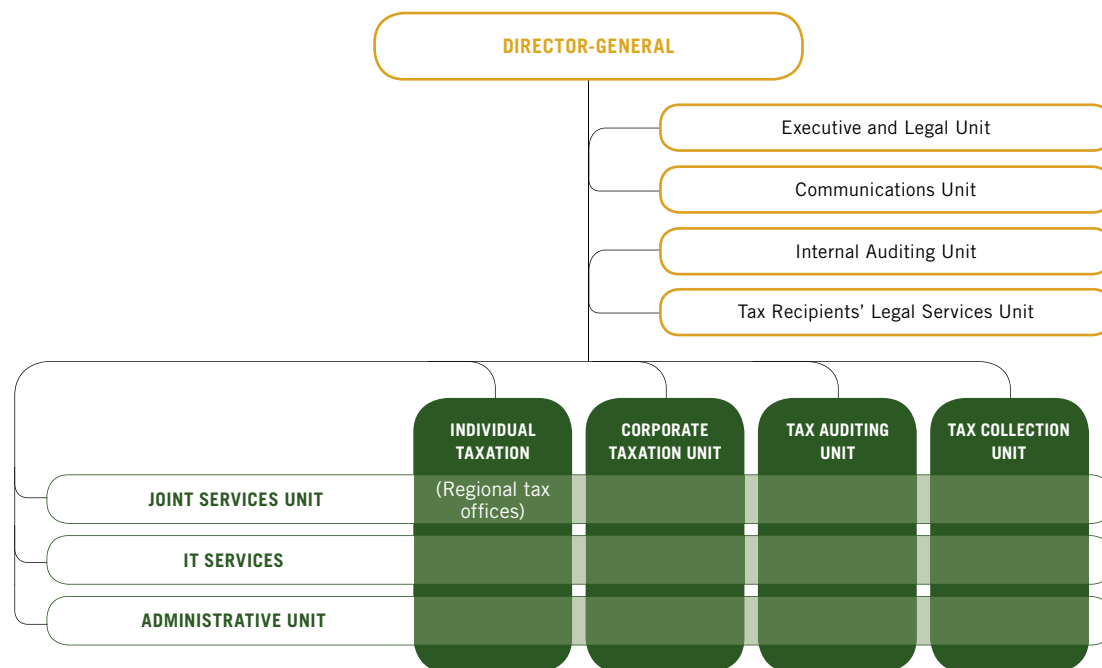 DIRECTOR-GENERAL
Executive and Legal Unit
Communications Unit
Internal Auditing Unit
Tax Recipients’ Legal Services Unit
INDIVIDUAL
TAXATION
CORPORATE
TAXATION UNIT
TAX AUDITING
UNIT
TAX COLLECTION
UNIT
JOINT SERVICES UNIT
(Regional tax
offices)
IT SERVICES
ADMINISTRATIVE UNIT